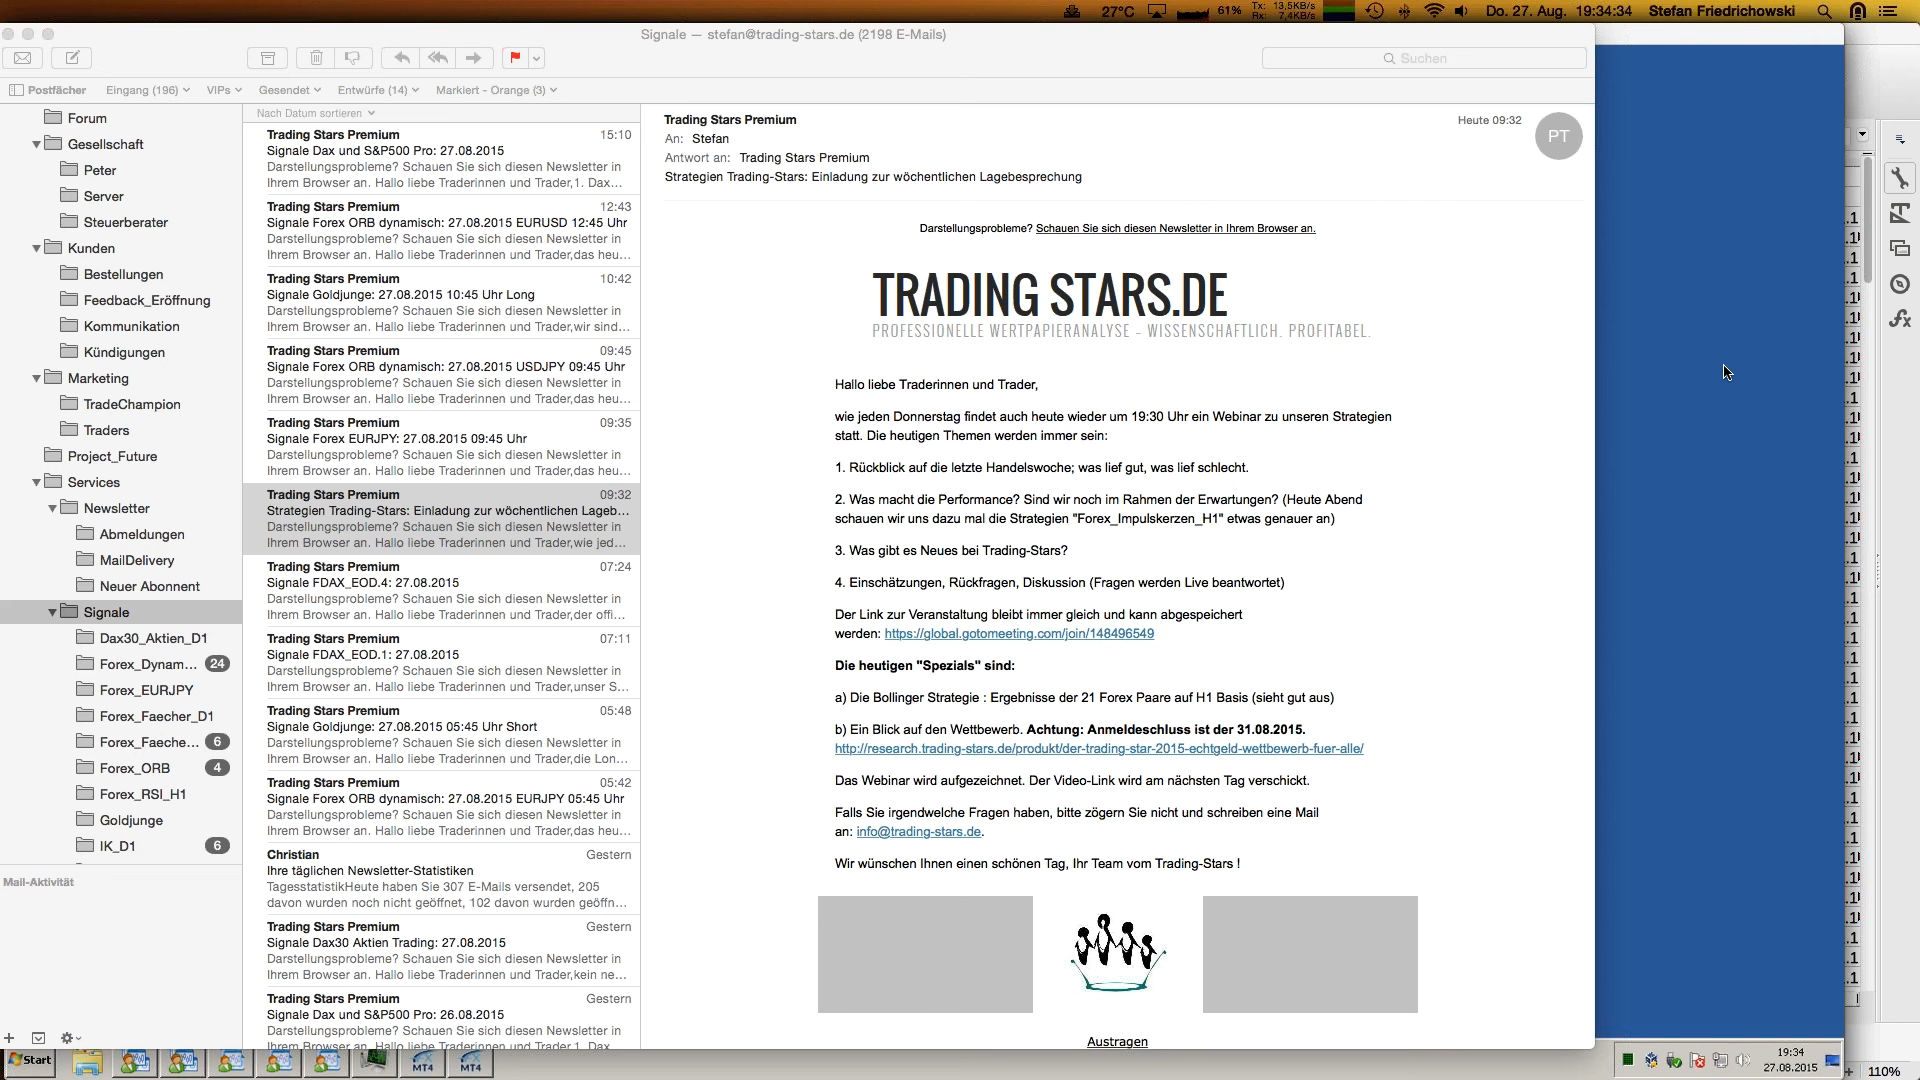 27°C 61% Tx: 13,5KB/s Rx: 7,4KB/s Do. 27. Aug. 19:34:34 Stefan Friedrichowski
Signale — stefan@trading-stars.de (2198 E-Mails)
Suchen
Postfächer Eingang (196) VIPs Gesendet Entwürfe (14) Markiert - Orange (3)
Forum
Gesellschaft
Peter
Server
Steuerberater
Kunden
Bestellungen
Feedback_Eröffnung
Kommunikation
Kündigungen
Marketing
TradeChampion
Traders
Project_Future
Services
Newsletter
Abmeldungen
MailDelivery
Neuer Abonnent
Signale
Dax30_Aktien_D1
Forex_Dynam... 24
Forex_EURJPY
Forex_Faecher_D1
Forex_Faeche... 6
Forex_ORB 4
Forex_RSI_H1
Goldjunge
IK_D1 6
Mail-Aktivität
Nach Datum sortieren
Trading Stars Premium 15:10
Signale Dax und S&P500 Pro: 27.08.2015
Darstellungsprobleme? Schauen Sie sich diesen Newsletter in
Ihrem Browser an. Hallo liebe Traderinnen und Trader,1. Dax...
Trading Stars Premium 12:43
Signale Forex ORB dynamisch: 27.08.2015 EURUSD 12:45 Uhr
Darstellungsprobleme? Schauen Sie sich diesen Newsletter in
Ihrem Browser an. Hallo liebe Traderinnen und Trader,das heu...
Trading Stars Premium 10:42
Signale Goldjunge: 27.08.2015 10:45 Uhr Long
Darstellungsprobleme? Schauen Sie sich diesen Newsletter in
Ihrem Browser an. Hallo liebe Traderinnen und Trader,wir sind...
Trading Stars Premium 09:45
Signale Forex ORB dynamisch: 27.08.2015 USDJPY 09:45 Uhr
Darstellungsprobleme? Schauen Sie sich diesen Newsletter in
Ihrem Browser an. Hallo liebe Traderinnen und Trader,das heu...
Trading Stars Premium 09:35
Signale Forex EURJPY: 27.08.2015 09:45 Uhr
Darstellungsprobleme? Schauen Sie sich diesen Newsletter in
Ihrem Browser an. Hallo liebe Traderinnen und Trader,das heu...
Trading Stars Premium 09:32
Strategien Trading-Stars: Einladung zur wöchentlichen Lageb...
Darstellungsprobleme? Schauen Sie sich diesen Newsletter in
Ihrem Browser an. Hallo liebe Traderinnen und Trader,wie jed...
Trading Stars Premium 07:24
Signale FDAX_EOD.4: 27.08.2015
Darstellungsprobleme? Schauen Sie sich diesen Newsletter in
Ihrem Browser an. Hallo liebe Traderinnen und Trader,der offi...
Trading Stars Premium 07:11
Signale FDAX_EOD.1: 27.08.2015
Darstellungsprobleme? Schauen Sie sich diesen Newsletter in
Ihrem Browser an. Hallo liebe Traderinnen und Trader,unser S...
Trading Stars Premium 05:48
Signale Goldjunge: 27.08.2015 05:45 Uhr Short
Darstellungsprobleme? Schauen Sie sich diesen Newsletter in
Ihrem Browser an. Hallo liebe Traderinnen und Trader,die Lon...
Trading Stars Premium 05:42
Signale Forex ORB dynamisch: 27.08.2015 EURJPY 05:45 Uhr
Darstellungsprobleme? Schauen Sie sich diesen Newsletter in
Ihrem Browser an. Hallo liebe Traderinnen und Trader,das heu...
Christian Gestern
Ihre täglichen Newsletter-Statistiken
TagesstatistikHeute haben Sie 307 E-Mails versendet, 205
davon wurden noch nicht geöffnet, 102 davon wurden geöffn...
Trading Stars Premium Gestern
Signale Dax30 Aktien Trading: 27.08.2015
Darstellungsprobleme? Schauen Sie sich diesen Newsletter in
Ihrem Browser an. Hallo liebe Traderinnen und Trader,kein ne...
Trading Stars Premium Gestern
Signale Dax und S&P500 Pro: 26.08.2015
Darstellungsprobleme? Schauen Sie sich diesen Newsletter in
Ihrem Browser an. Hallo liebe Traderinnen und Trader,1. Dax...
Trading Stars Premium Heute 09:32
PT
An: Stefan
Antwort an: Trading Stars Premium
Strategien Trading-Stars: Einladung zur wöchentlichen Lagebesprechung
Darstellungsprobleme? Schauen Sie sich diesen Newsletter in Ihrem Browser an.
TRADING STARS.DE
PROFESSIONELLE WERTPAPIERANALYSE - WISSENSCHAFTLICH. PROFITABEL.
Hallo liebe Traderinnen und Trader,
wie jeden Donnerstag findet auch heute wieder um 19:30 Uhr ein Webinar zu unseren Strategien
statt. Die heutigen Themen werden immer sein:
1. Rückblick auf die letzte Handelswoche; was lief gut, was lief schlecht.
2. Was macht die Performance? Sind wir noch im Rahmen der Erwartungen? (Heute Abend
schauen wir uns dazu mal die Strategien "Forex_Impulskerzen_H1" etwas genauer an)
3. Was gibt es Neues bei Trading-Stars?
4. Einschätzungen, Rückfragen, Diskussion (Fragen werden Live beantwortet)
Der Link zur Veranstaltung bleibt immer gleich und kann abgespeichert
werden: https://global.gotomeeting.com/join/148496549
Die heutigen "Spezials" sind:
a) Die Bollinger Strategie : Ergebnisse der 21 Forex Paare auf H1 Basis (sieht gut aus)
b) Ein Blick auf den Wettbewerb. Achtung: Anmeldeschluss ist der 31.08.2015.
http://research.trading-stars.de/produkt/der-trading-star-2015-echtgeld-wettbewerb-fuer-alle/
Das Webinar wird aufgezeichnet. Der Video-Link wird am nächsten Tag verschickt.
Falls Sie irgendwelche Fragen haben, bitte zögern Sie nicht und schreiben eine Mail
an: info@trading-stars.de.
Wir wünschen Ihnen einen schönen Tag, Ihr Team vom Trading-Stars !
Austragen
Start MT4 MT4
19:34
27.08.2015
110%